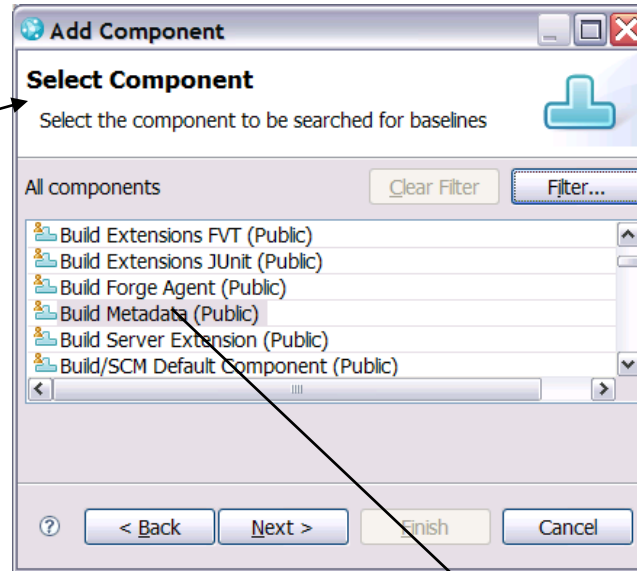 Add Component
Select Component
Select the component to be searched for baselines
All components
Clear Filter
Filter...
Build Extensions FVT (Public)
Build Extensions JUnit (Public)
Build Forge Agent (Public)
Build Metadata (Public)
Build Server Extension (Public)
Build/SCM Default Component (Public)
?
< Back
Next >
Finish
Cancel